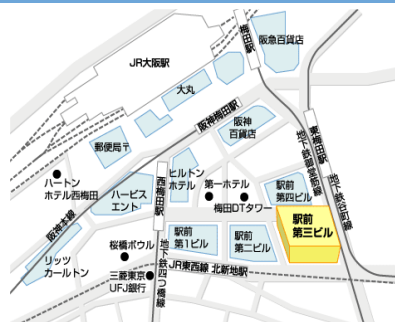 梅田駅
阪急百貨店
JR大阪駅
大丸
阪神梅田駅
阪神
百貨店
郵便局〒
地下鉄御堂筋線
東梅田駅
地下鉄谷町線
ハートン
ホテル西梅田
西梅田駅
ヒルトン
ホテル
第一ホテル
駅前
第四ビル
ハービス
エント
梅田DTタワー
阪神本線
駅前
第三ビル
駅前
第1ビル
駅前
第二ビル
桜橋ボウル
地下鉄四つ橋線
リッツ
カールトン
JR東西線 北新地駅
三菱東京
UFJ銀行